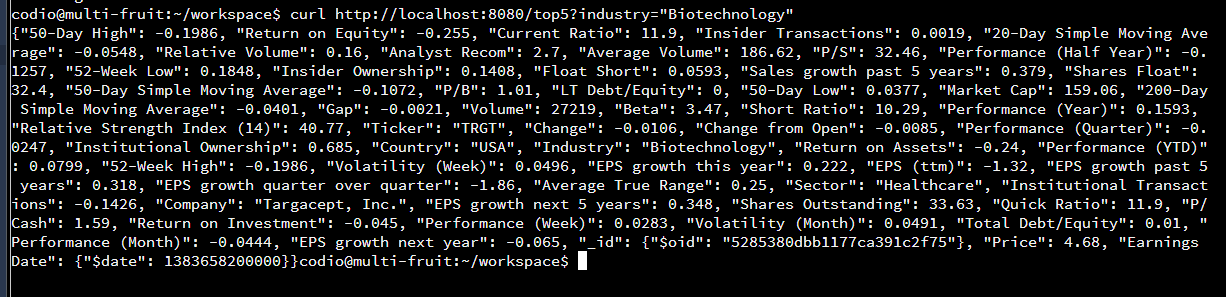 codio@multi-fruit:~/workspace$ curl http://localhost:8080/top5?industry="Biotechnology"
{"50-Day High": -0.1986, "Return on Equity": -0.255, "Current Ratio": 11.9, "Insider Transactions": 0.0019, "20-Day Simple Moving Ave
rage": -0.0548, "Relative Volume": 0.16, "Analyst Recom": 2.7, "Average Volume": 186.62, "P/S": 32.46, "Performance (Half Year)": -0.
1257, "52-Week Low": 0.1848, "Insider Ownership": 0.1408, "Float Short": 0.0593, "Sales growth past 5 years": 0.379, "Shares Float":
32.4, "50-Day Simple Moving Average": -0.1072, "P/B": 1.01, "LT Debt/Equity": 0, "50-Day Low": 0.0377, "Market Cap": 159.06, "200-Day
 Simple Moving Average": -0.0401, "Gap": -0.0021, "Volume": 27219, "Beta": 3.47, "Short Ratio": 10.29, "Performance (Year)": 0.1593,
"Relative Strength Index (14)": 40.77, "Ticker": "TRGT", "Change": -0.0106, "Change from Open": -0.0085, "Performance (Quarter)": -0.
0247, "Institutional Ownership": 0.685, "Country": "USA", "Industry": "Biotechnology", "Return on Assets": -0.24, "Performance (YTD)"
: 0.0799, "52-Week High": -0.1986, "Volatility (Week)": 0.0496, "EPS growth this year": 0.222, "EPS (ttm)": -1.32, "EPS growth past 5
 years": 0.318, "EPS growth quarter over quarter": -1.86, "Average True Range": 0.25, "Sector": "Healthcare", "Institutional Transact
ions": -0.1426, "Company": "Targacept, Inc.", "EPS growth next 5 years": 0.348, "Shares Outstanding": 33.63, "Quick Ratio": 11.9, "P/
Cash": 1.59, "Return on Investment": -0.045, "Performance (Week)": 0.0283, "Volatility (Month)": 0.0491, "Total Debt/Equity": 0.01, "
Performance (Month)": -0.0444, "EPS growth next year": -0.065, "_id": {"$oid": "5285380dbb1177ca391c2f75"}, "Price": 4.68, "Earnings
Date": {"$date": 1383658200000}}codio@multi-fruit:~/workspace$